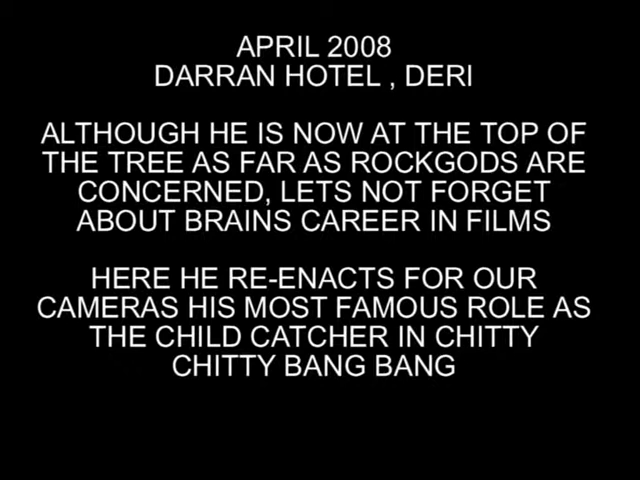 APRIL 2008
DARRAN HOTEL , DERI
ALTHOUGH HE IS NOW AT THE TOP OF
THE TREE AS FAR AS ROCKGODS ARE
CONCERNED, LETS NOT FORGET
ABOUT BRAINS CAREER IN FILMS
HERE HE RE-ENACTS FOR OUR
CAMERAS HIS MOST FAMOUS ROLE AS
THE CHILD CATCHER IN CHITTY
CHITTY BANG BANG